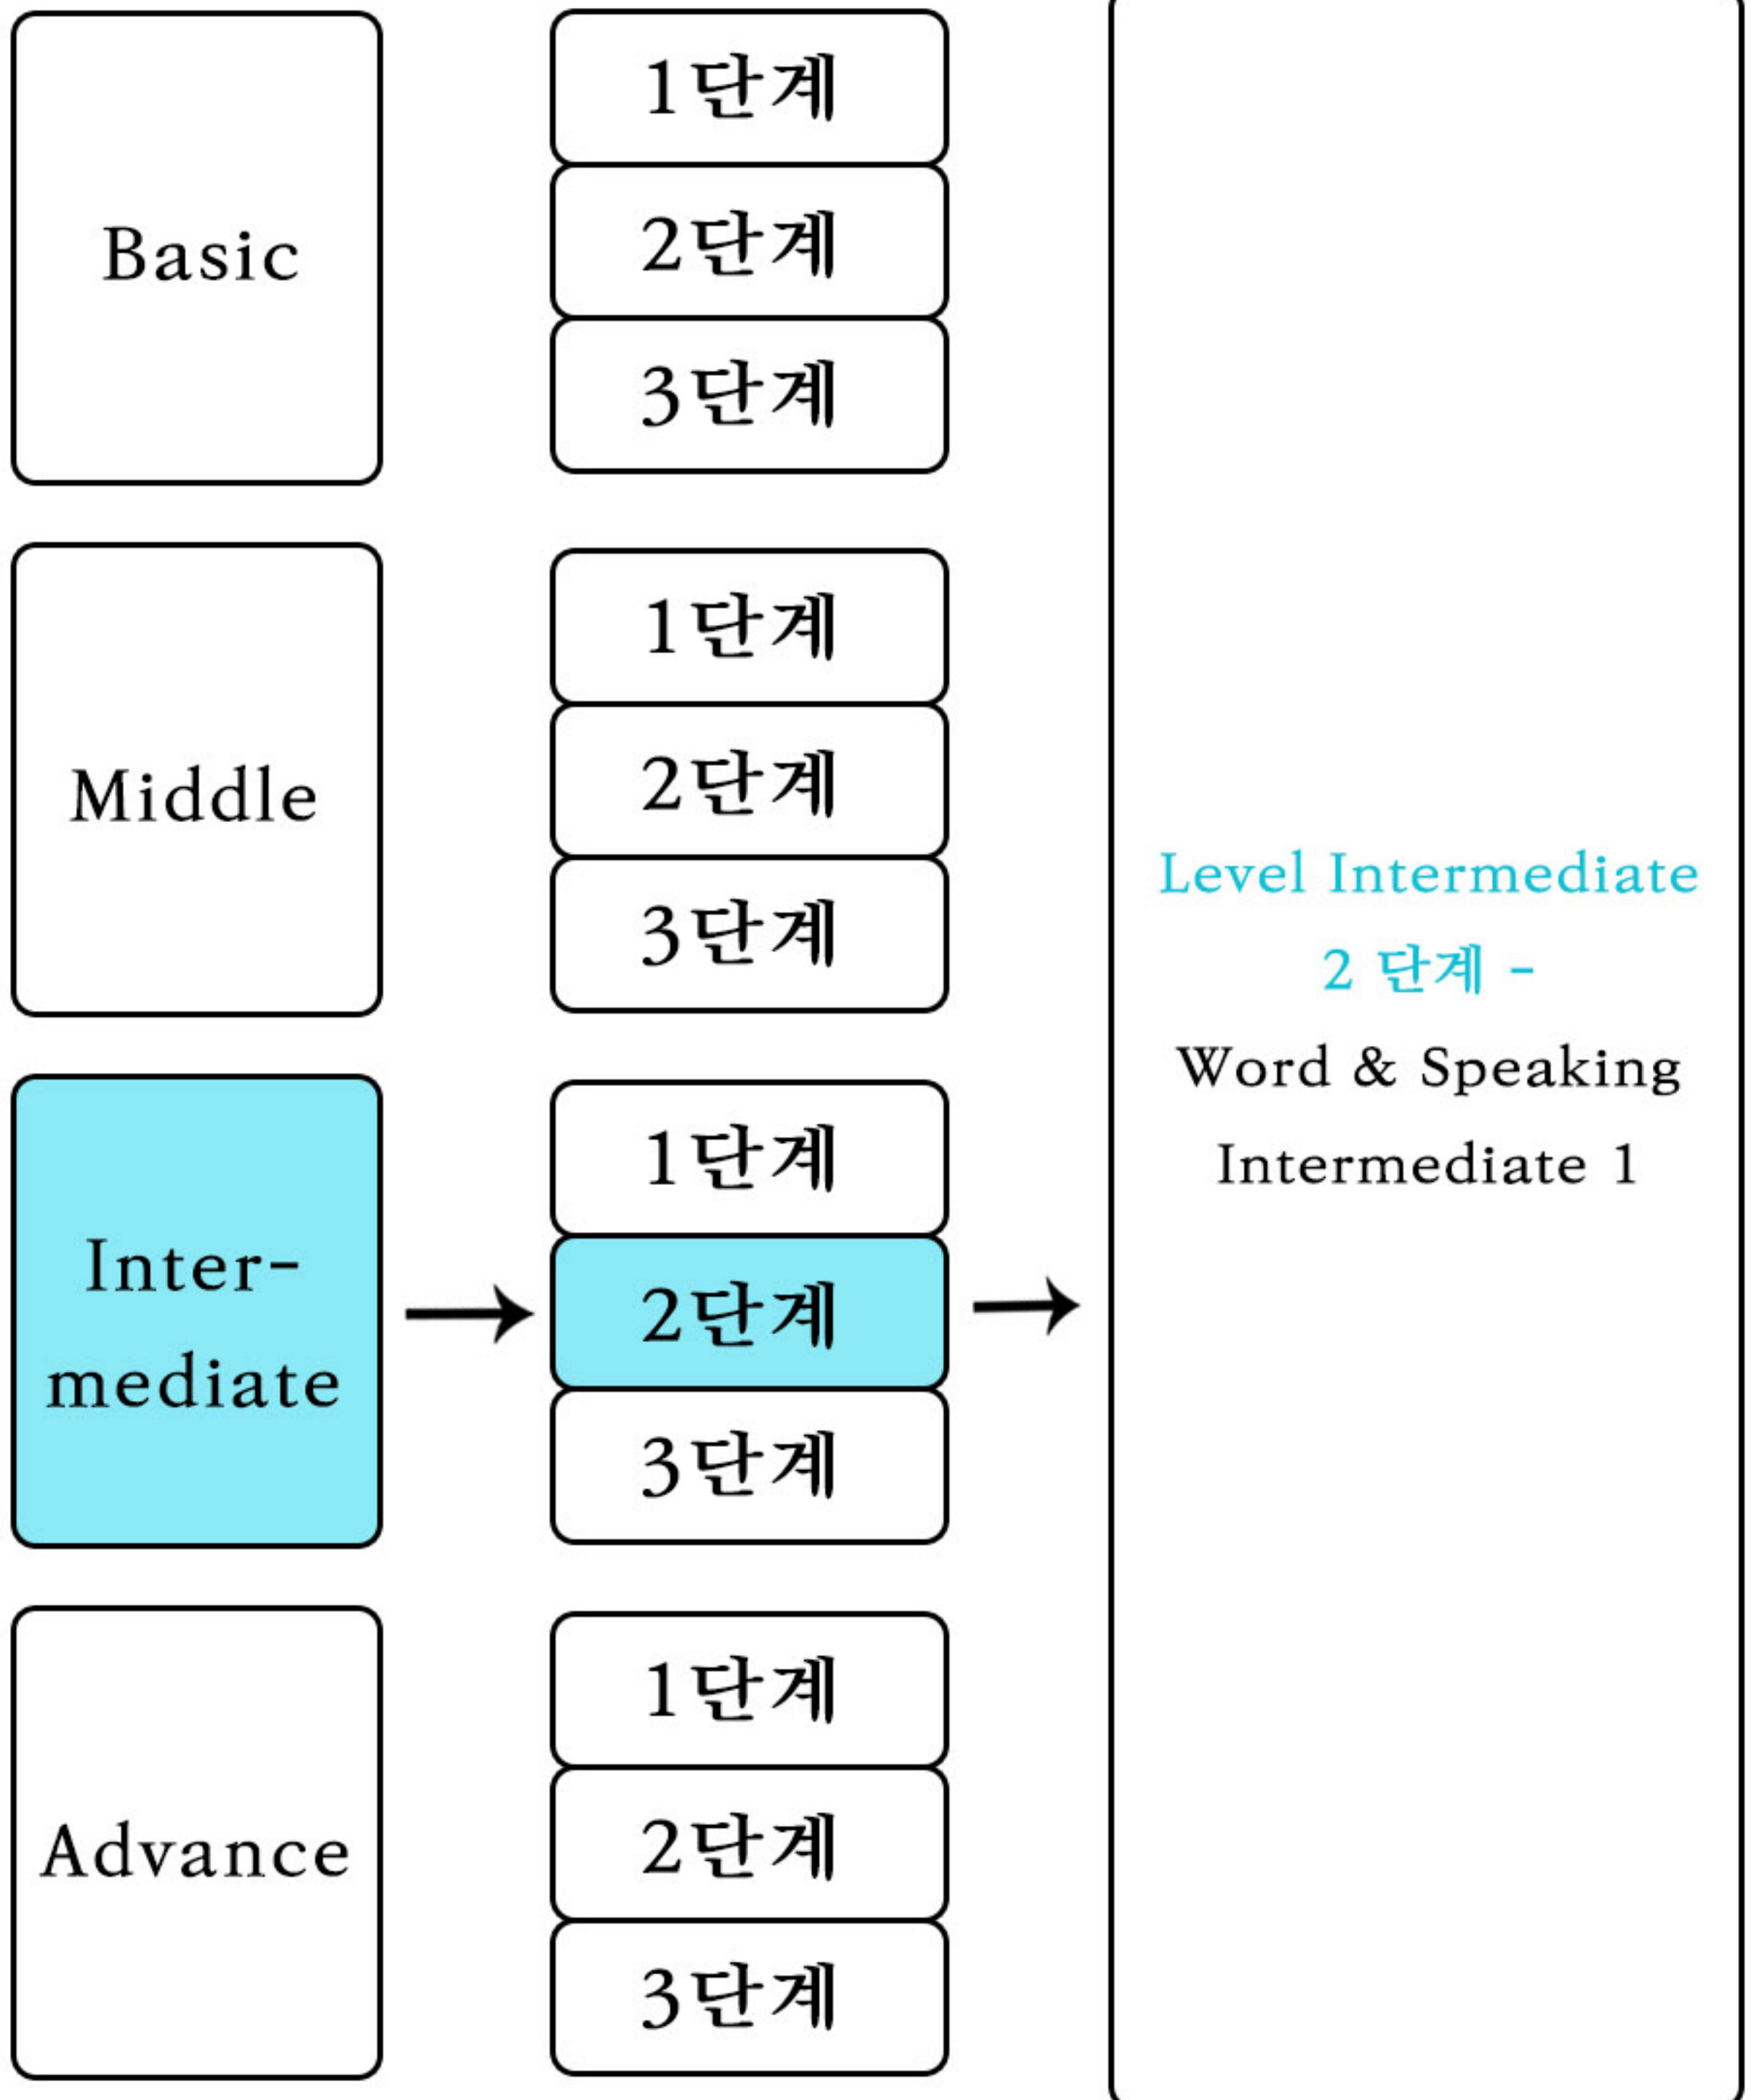 Basic
1단계
2단계
3단계
Middle
1단계
2단계
3단계
Inter-
mediate
1단계
2단계
3단계
Advance
1단계
2단계
3단계
Level Intermediate
2 단계 -
Word & Speaking
Intermediate 1